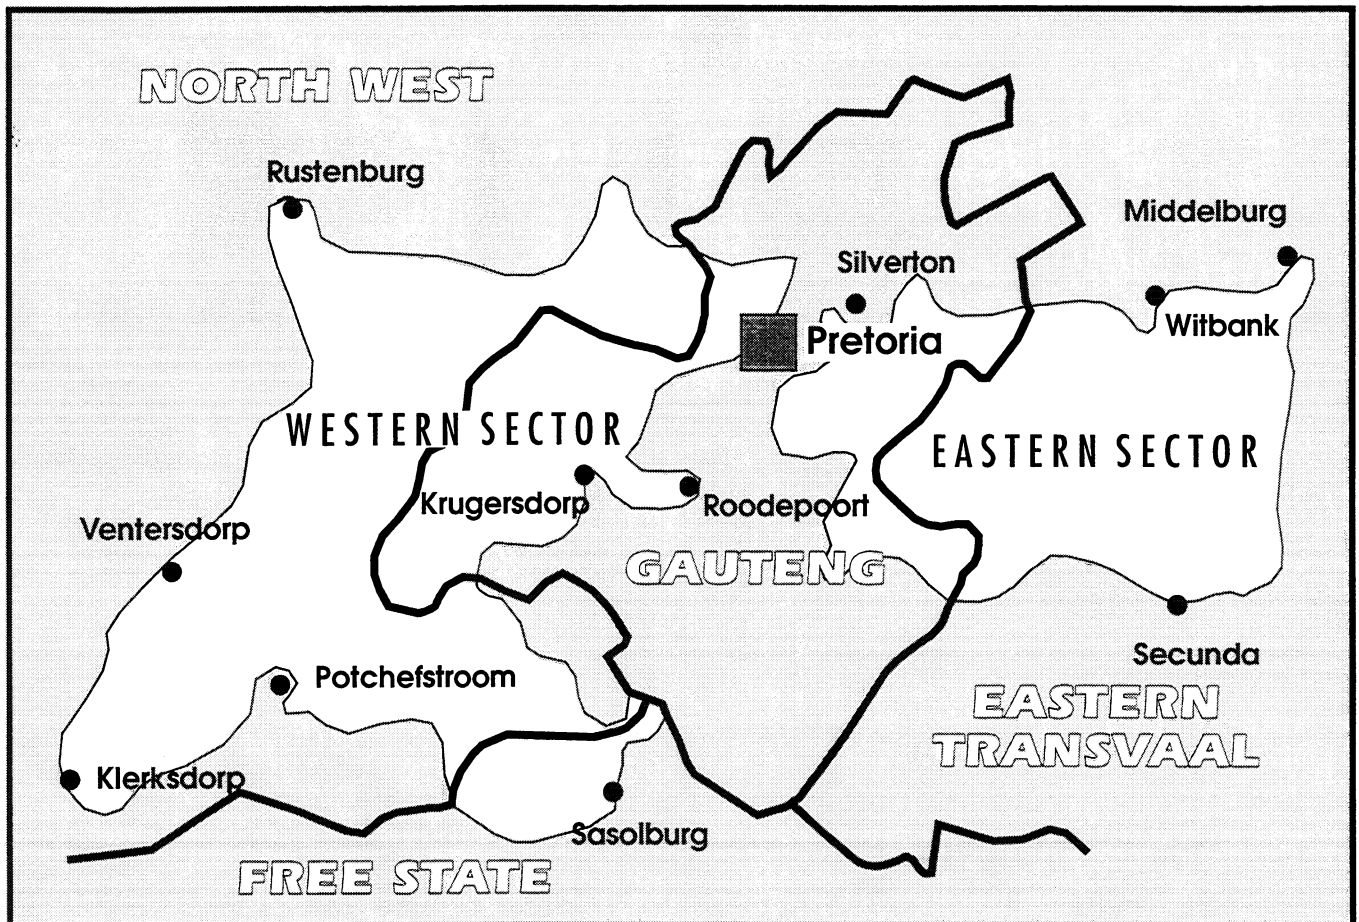 NORTH WEST
Rustenburg
Middelburg
Silverton
Witbank
Pretoria
WESTERN SECTOR
EASTERN SECTOR
Krugersdorp
Roodepoort
Ventersdorp
GAUTENG
Secunda
Potchefstroom
EASTERN
TRANSVAAL
Klerksdorp
Sasolburg
FREE STATE